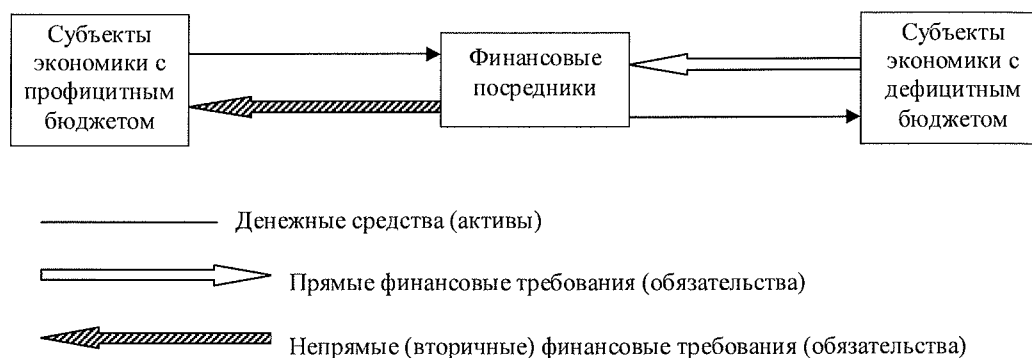 Субъекты
экономики с
профицитным
бюджетом
Финансовые
посредники
Субъекты
экономики с
дефицитным
бюджетом
Денежные средства (активы)
Прямые финансовые требования (обязательства)
Непрямые (вторичные) финансовые требования (обязательства)